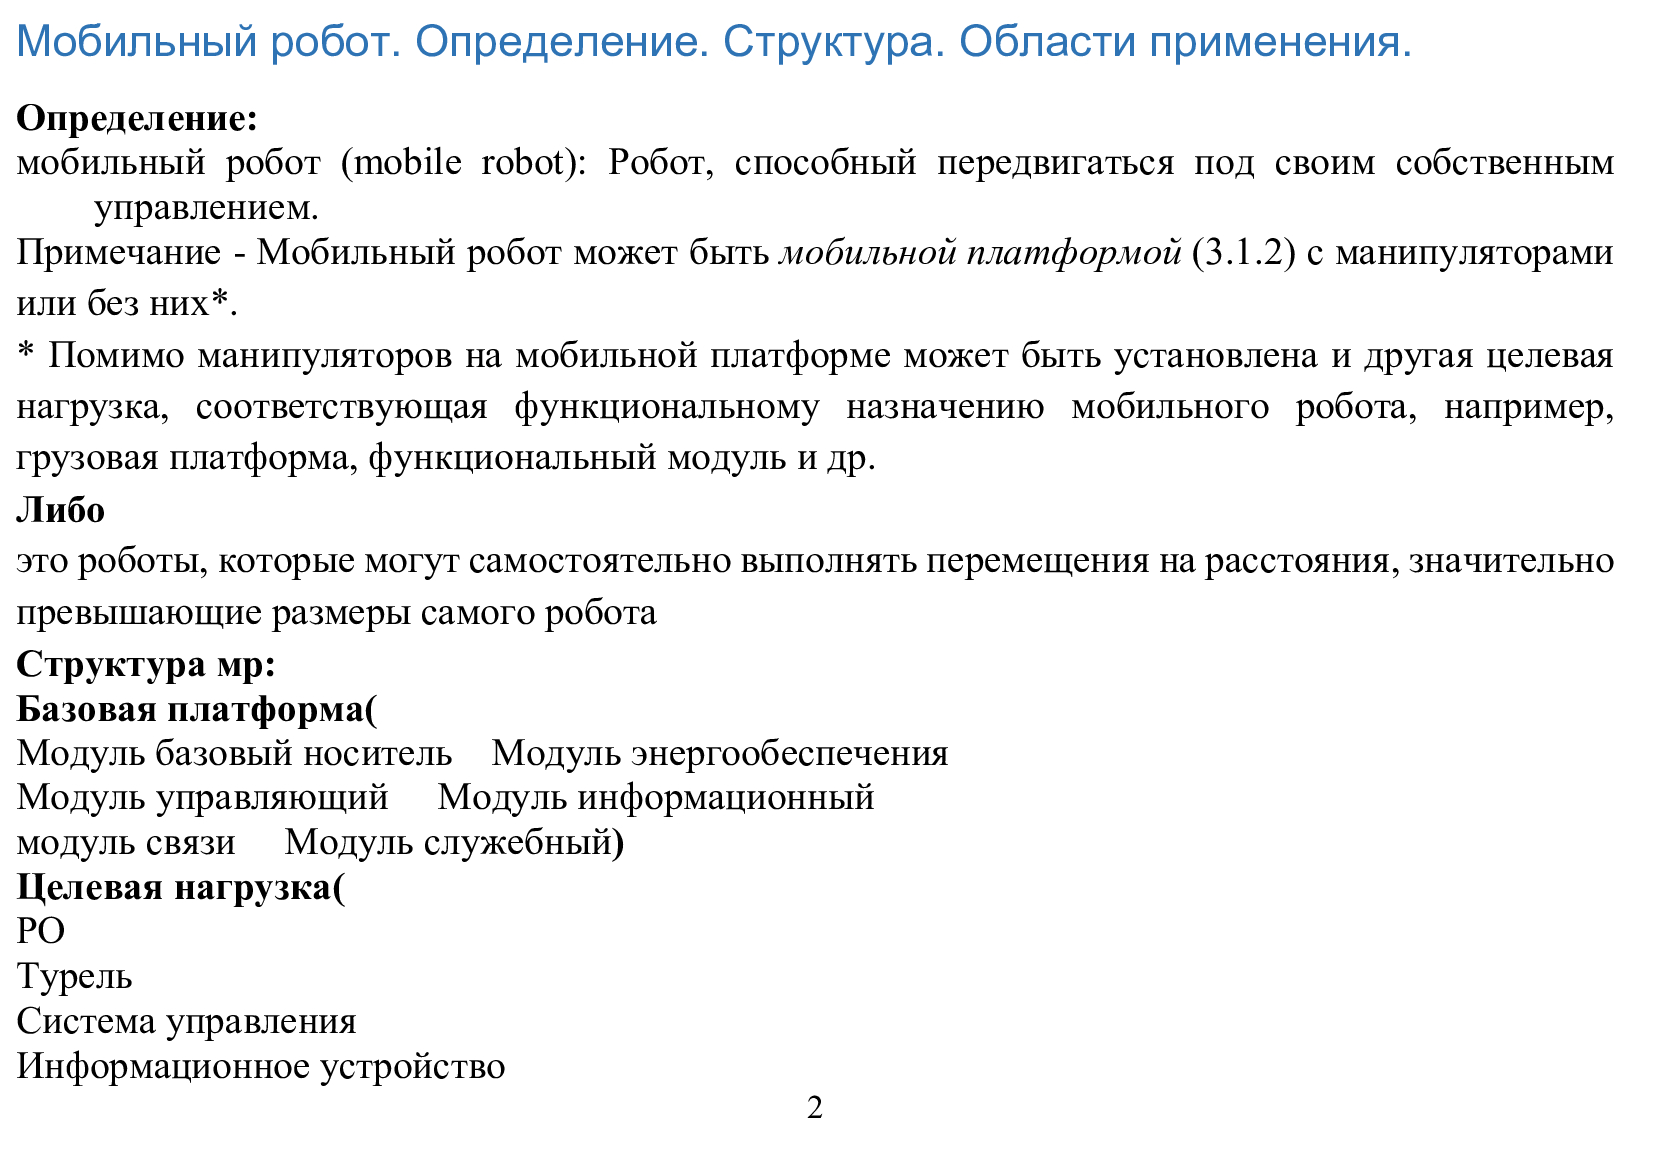 Мобильный робот. Определение. Структура. Области применения.
Определение:
мобильный робот (mobile robot): Робот, способный передвигаться под своим собственным
управлением.
Примечание - Мобильный робот может быть мобильной платформой (3.1.2) с манипуляторами
или без них*.
* Помимо манипуляторов на мобильной платформе может быть установлена и другая целевая
нагрузка, соответствующая функциональному назначению мобильного робота, например,
грузовая платформа, функциональный модуль и др.
Либо
это роботы, которые могут самостоятельно выполнять перемещения на расстояния, значительно
превышающие размеры самого робота
Структура мр:
Базовая платформа(
Модуль базовый носитель    Модуль энергообеспечения
Модуль управляющий    Модуль информационный
модуль связи    Модуль служебный)
Целевая нагрузка(
РО
Турель
Система управления
Информационное устройство
2